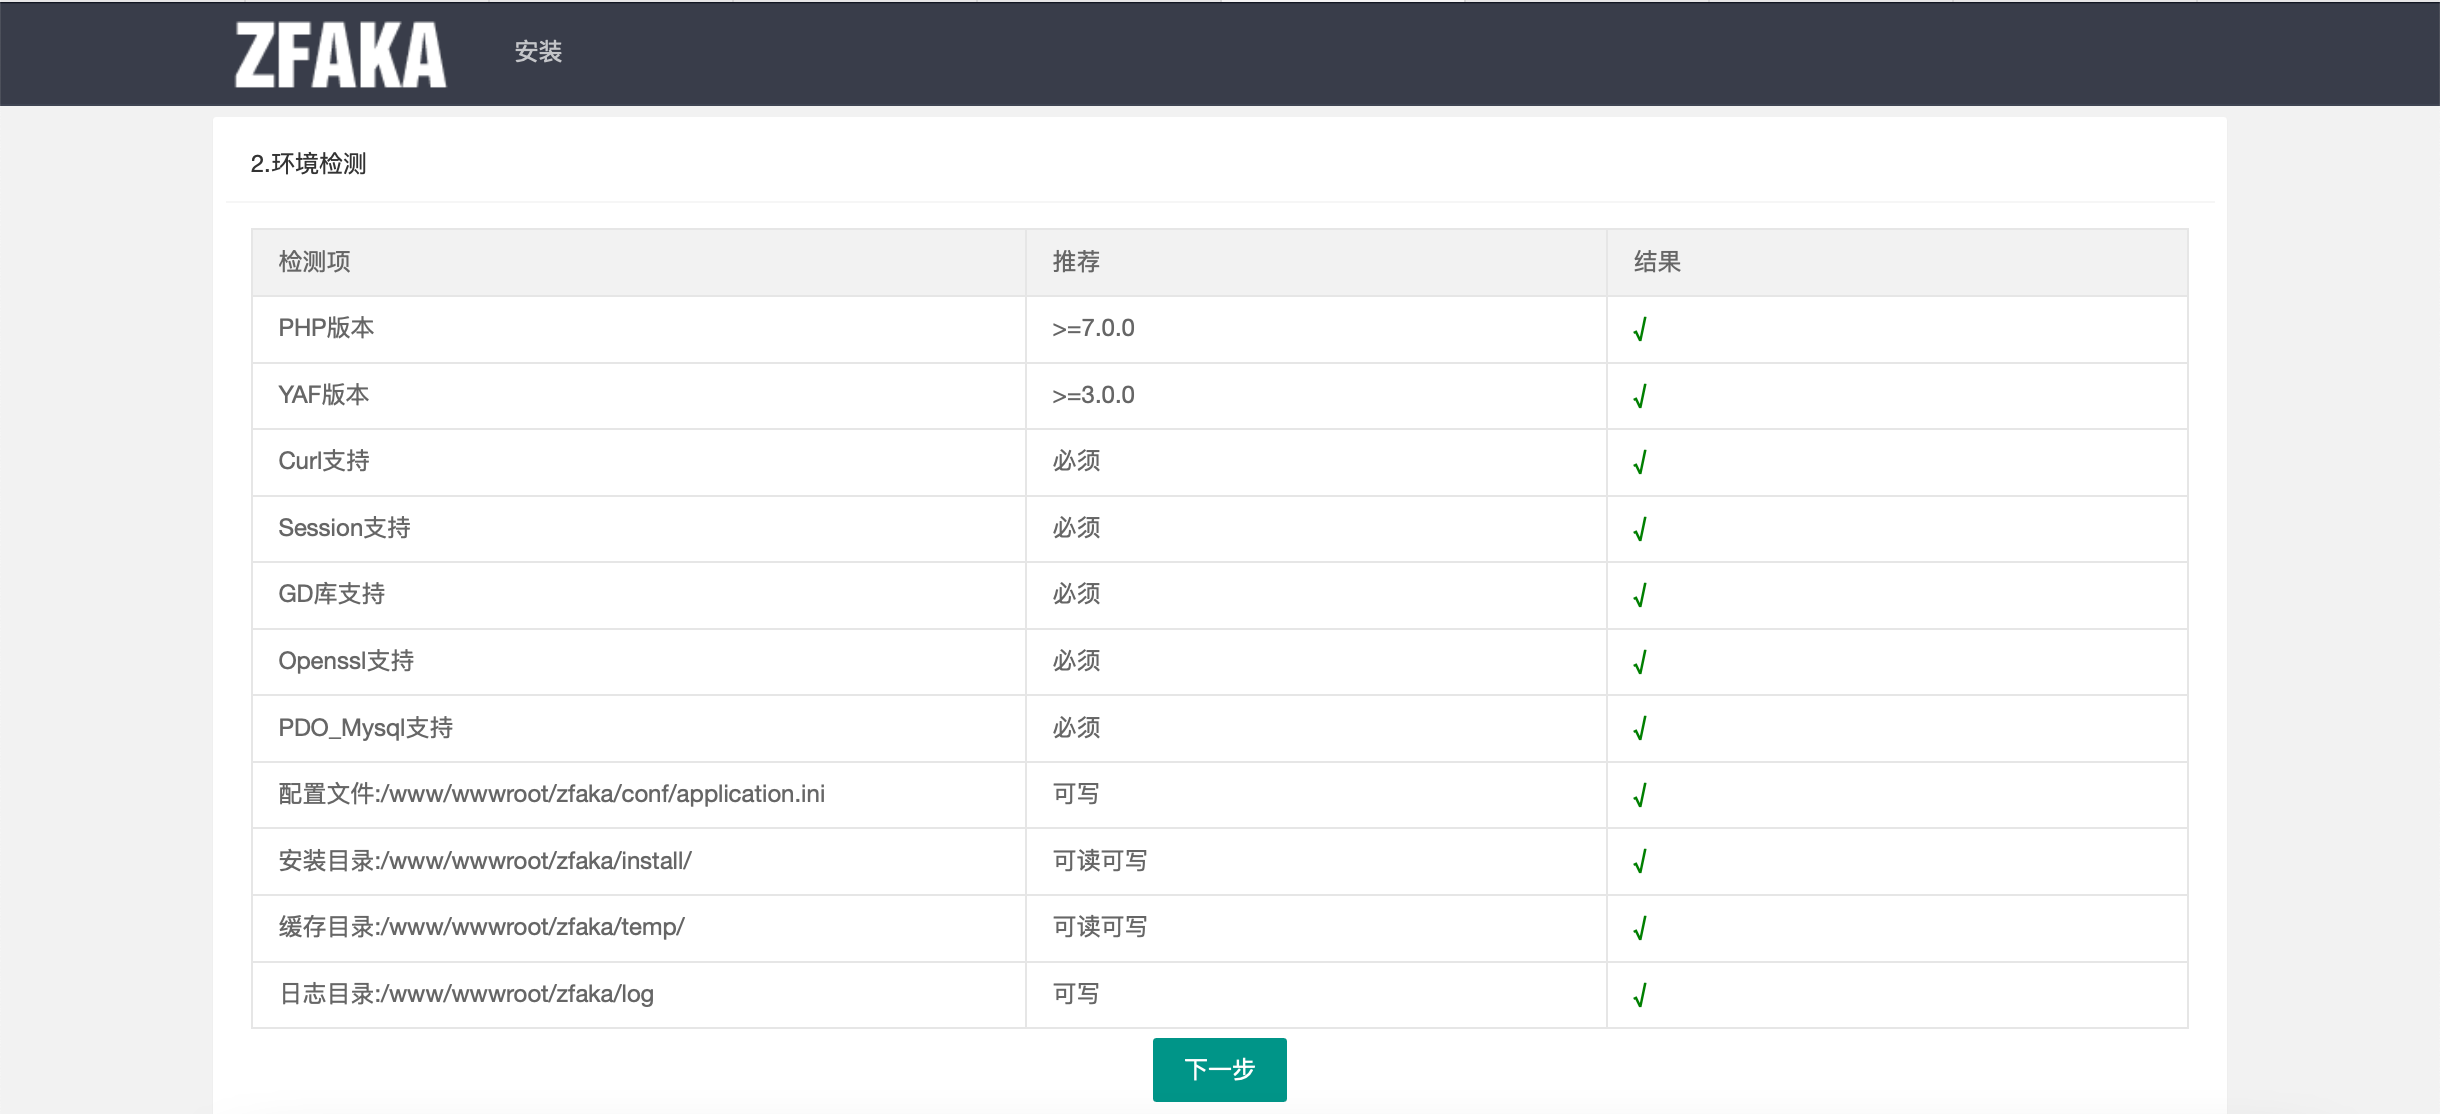 ZFAKA 安装
2.环境检测
检测项 推荐 结果
PHP版本 >=7.0.0 √
YAF版本 >=3.0.0 √
Curl支持 必须 √
Session支持 必须 √
GD库支持 必须 √
Openssl支持 必须 √
PDO_Mysql支持 必须 √
配置文件:/www/wwwroot/zfaka/conf/application.ini 可写 √
安装目录:/www/wwwroot/zfaka/install/ 可读可写 √
缓存目录:/www/wwwroot/zfaka/temp/ 可读可写 √
日志目录:/www/wwwroot/zfaka/log 可写 √
下一步